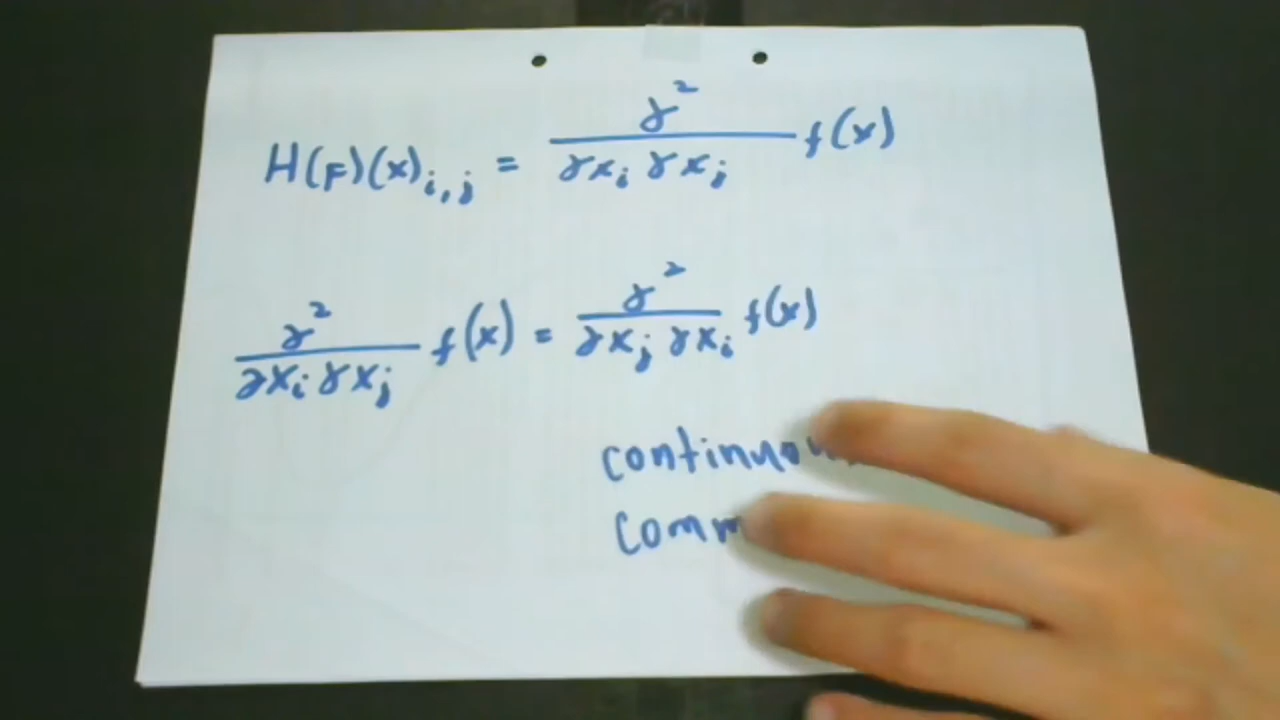 H(F)(x)i,j = ∂² / ∂xi ∂xj f(x)
∂² / ∂xi ∂xj f(x) = ∂² / ∂xj ∂xi f(x)